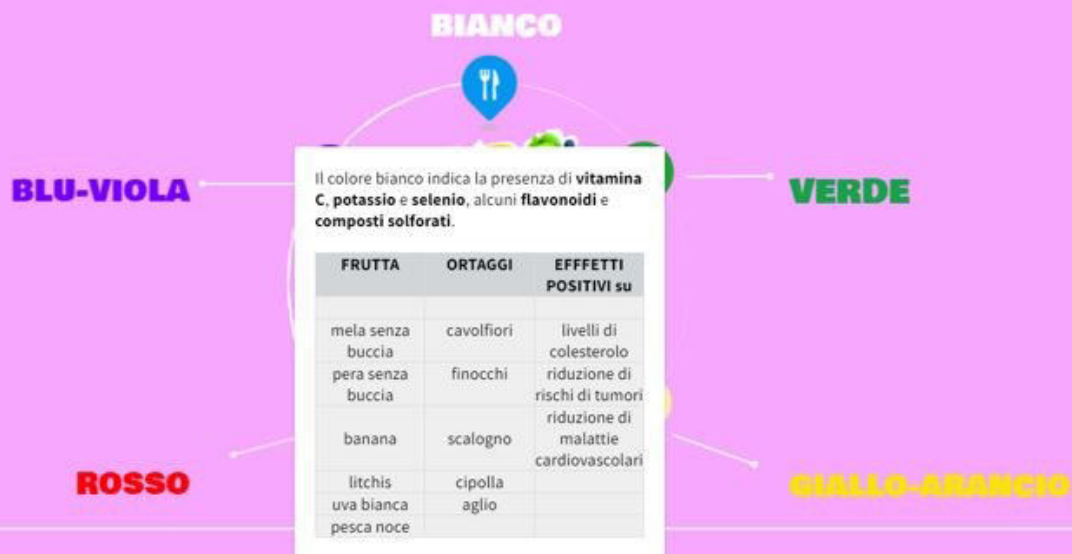 BIANCO
BLU-VIOLA
VERDE
Il colore bianco indica la presenza di vitamina
C, potassio e selenio, alcuni flavonoidi e
composti solforati.
FRUTTA ORTAGGI EFFFETTI
POSITIVI su
mela senza cavolfiori livelli di
buccia colesterolo
pera senza finocchi riduzione di
buccia rischi di tumori
riduzione di
banana scalogno malattie
cardiovascolari
litchis cipolla
uva bianca aglio
pesca noce
ROSSO
GIALLO-ARANCIO